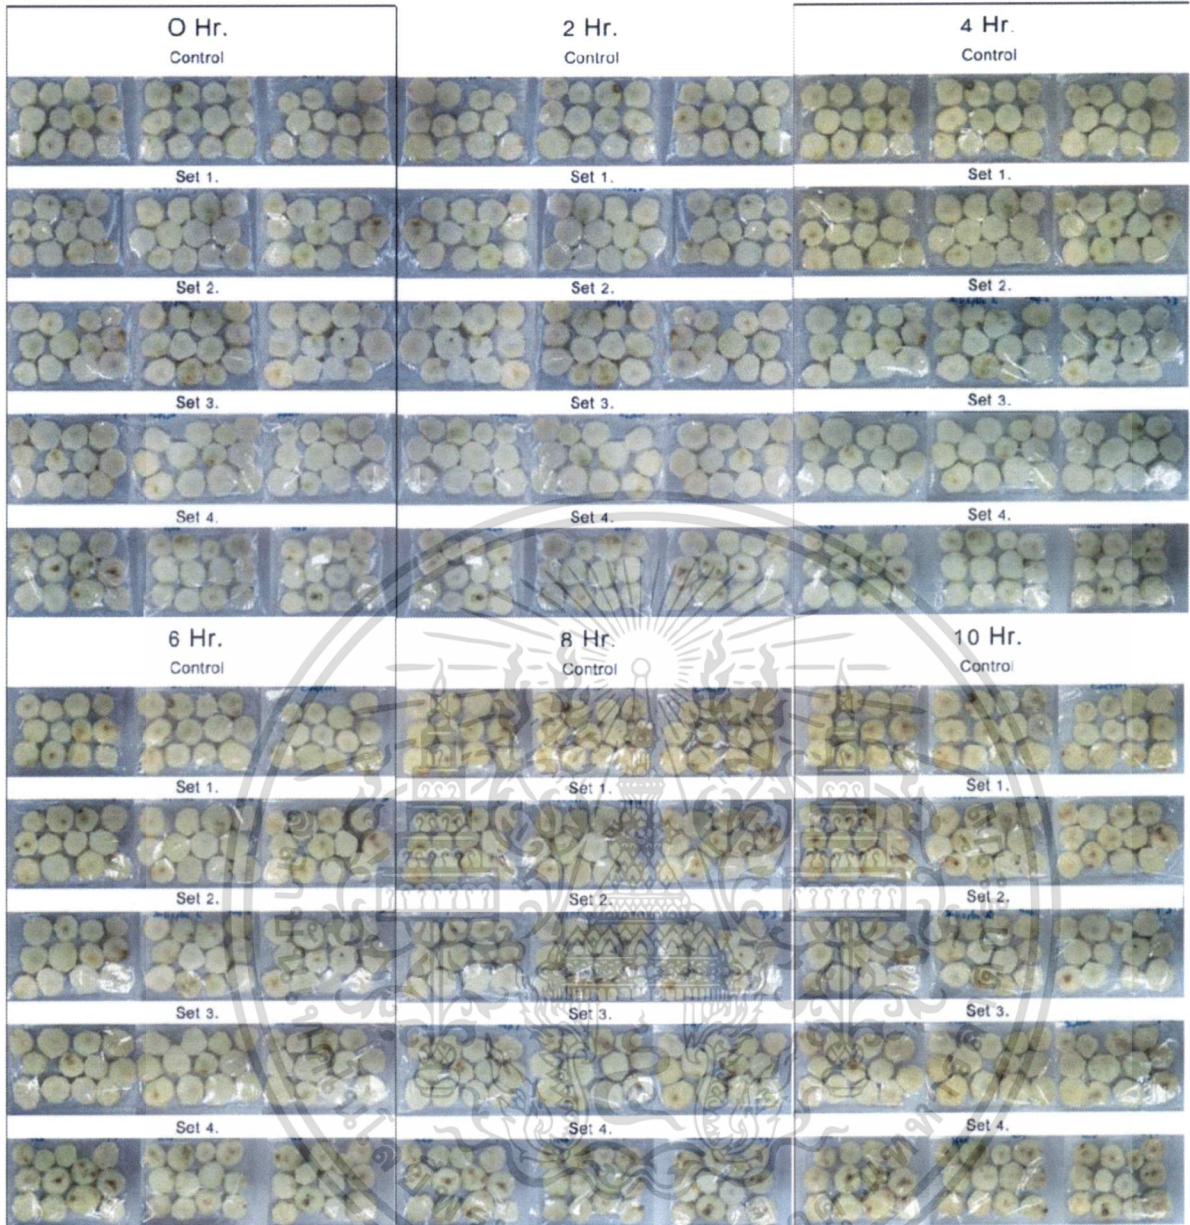 O Hr.
Control
Set 1.
Set 2.
Set 3.
Set 4.
2 Hr.
Control
Set 1.
Set 2.
Set 3.
Set 4.
4 Hr.
Control
Set 1.
Set 2.
Set 3.
Set 4.
6 Hr.
Control
Set 1.
Set 2.
Set 3.
Set 4.
8 Hr.
Control
Set 1.
Set 2.
Set 3.
Set 4.
10 Hr.
Control
Set 1.
Set 2.
Set 3.
Set 4.